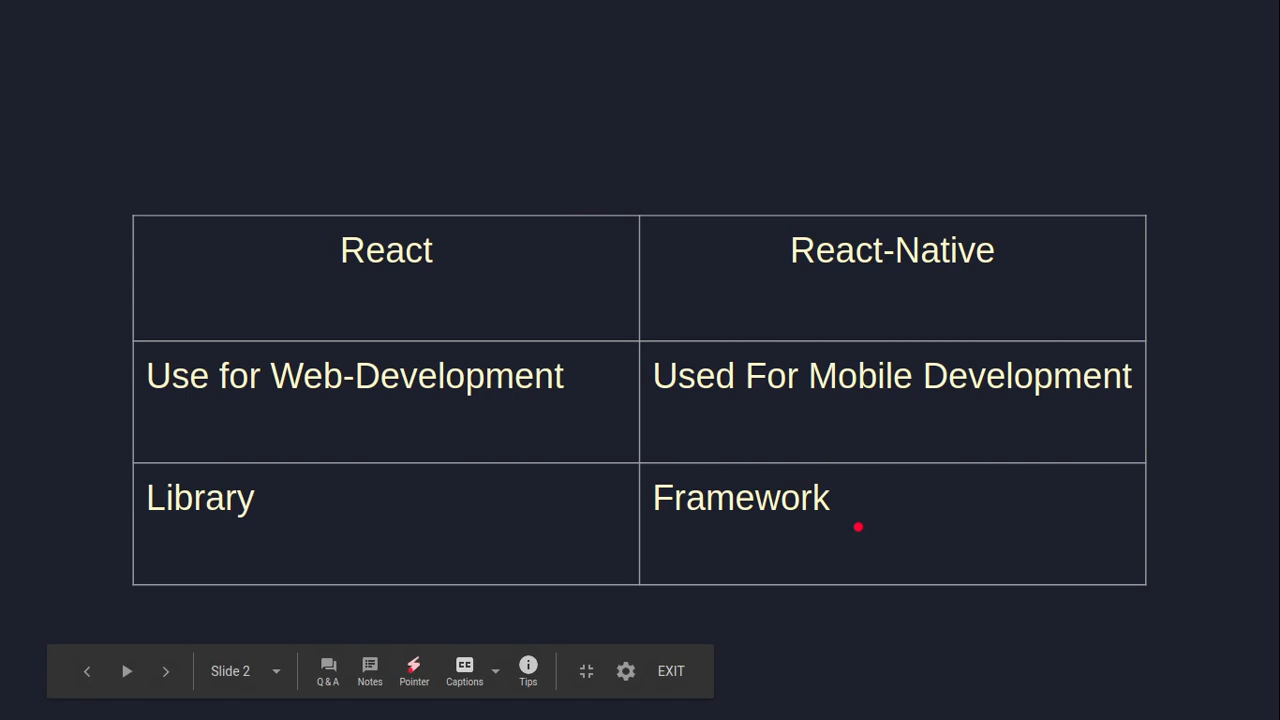 React
React-Native
Use for Web-Development
Used For Mobile Development
Library
Framework
Slide 2
Q & A
Notes
Pointer
CC
Captions
Tips
EXIT